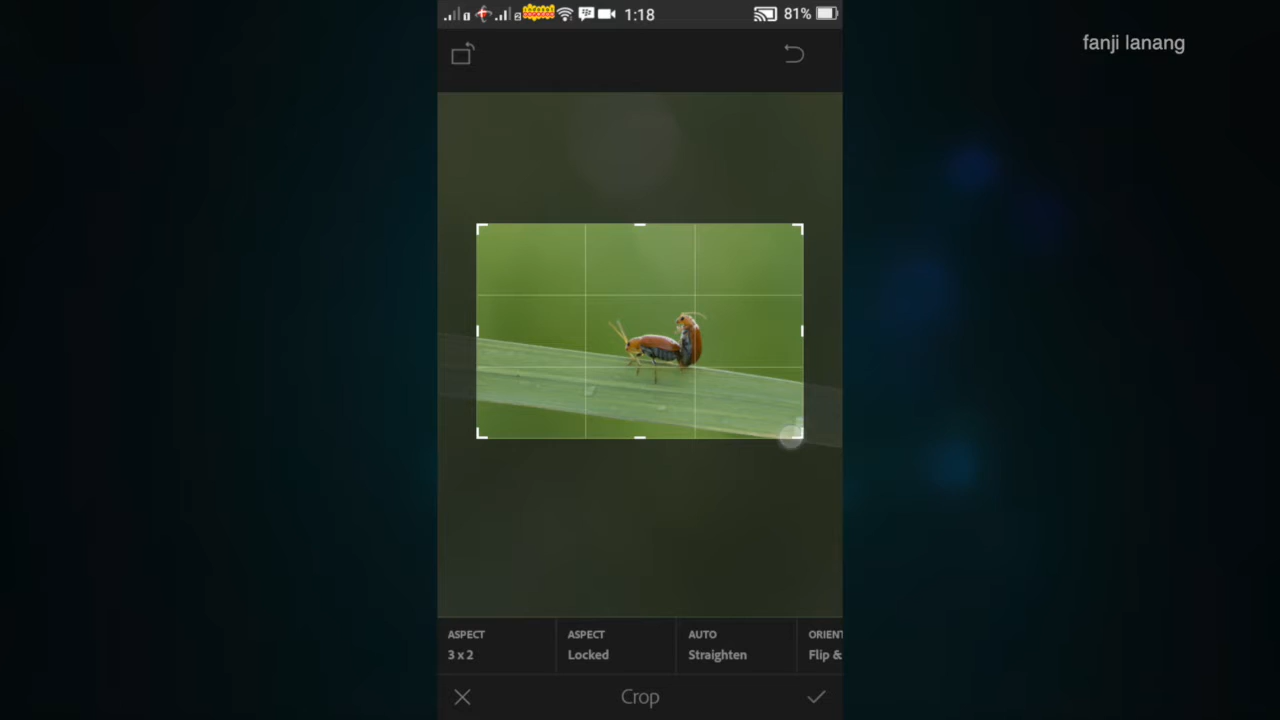 1:18
81%
fanji lanang
ASPECT
3 x 2
ASPECT
Locked
AUTO
Straighten
ORIENT
Flip &
Crop